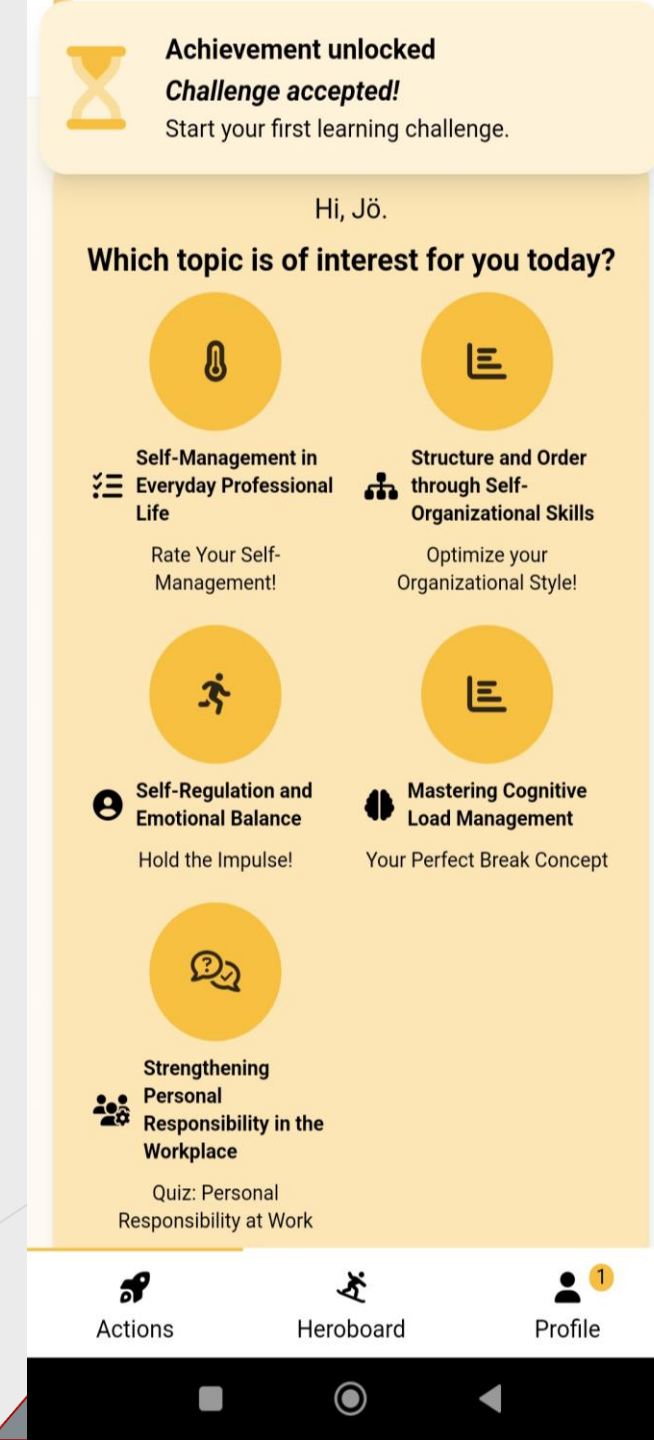 Achievement unlocked
Challenge accepted!
Start your first learning challenge.
Hi, Jö.
Which topic is of interest for you today?
Self-Management in
Everyday Professional
Life
Rate Your Self-
Management!
Structure and Order
through Self-
Organizational Skills
Optimize your
Organizational Style!
Self-Regulation and
Emotional Balance
Hold the Impulse!
Mastering Cognitive
Load Management
Your Perfect Break Concept
Strengthening
Personal
Responsibility in the
Workplace
Quiz: Personal
Responsibility at Work
Actions
Heroboard
1
Profile